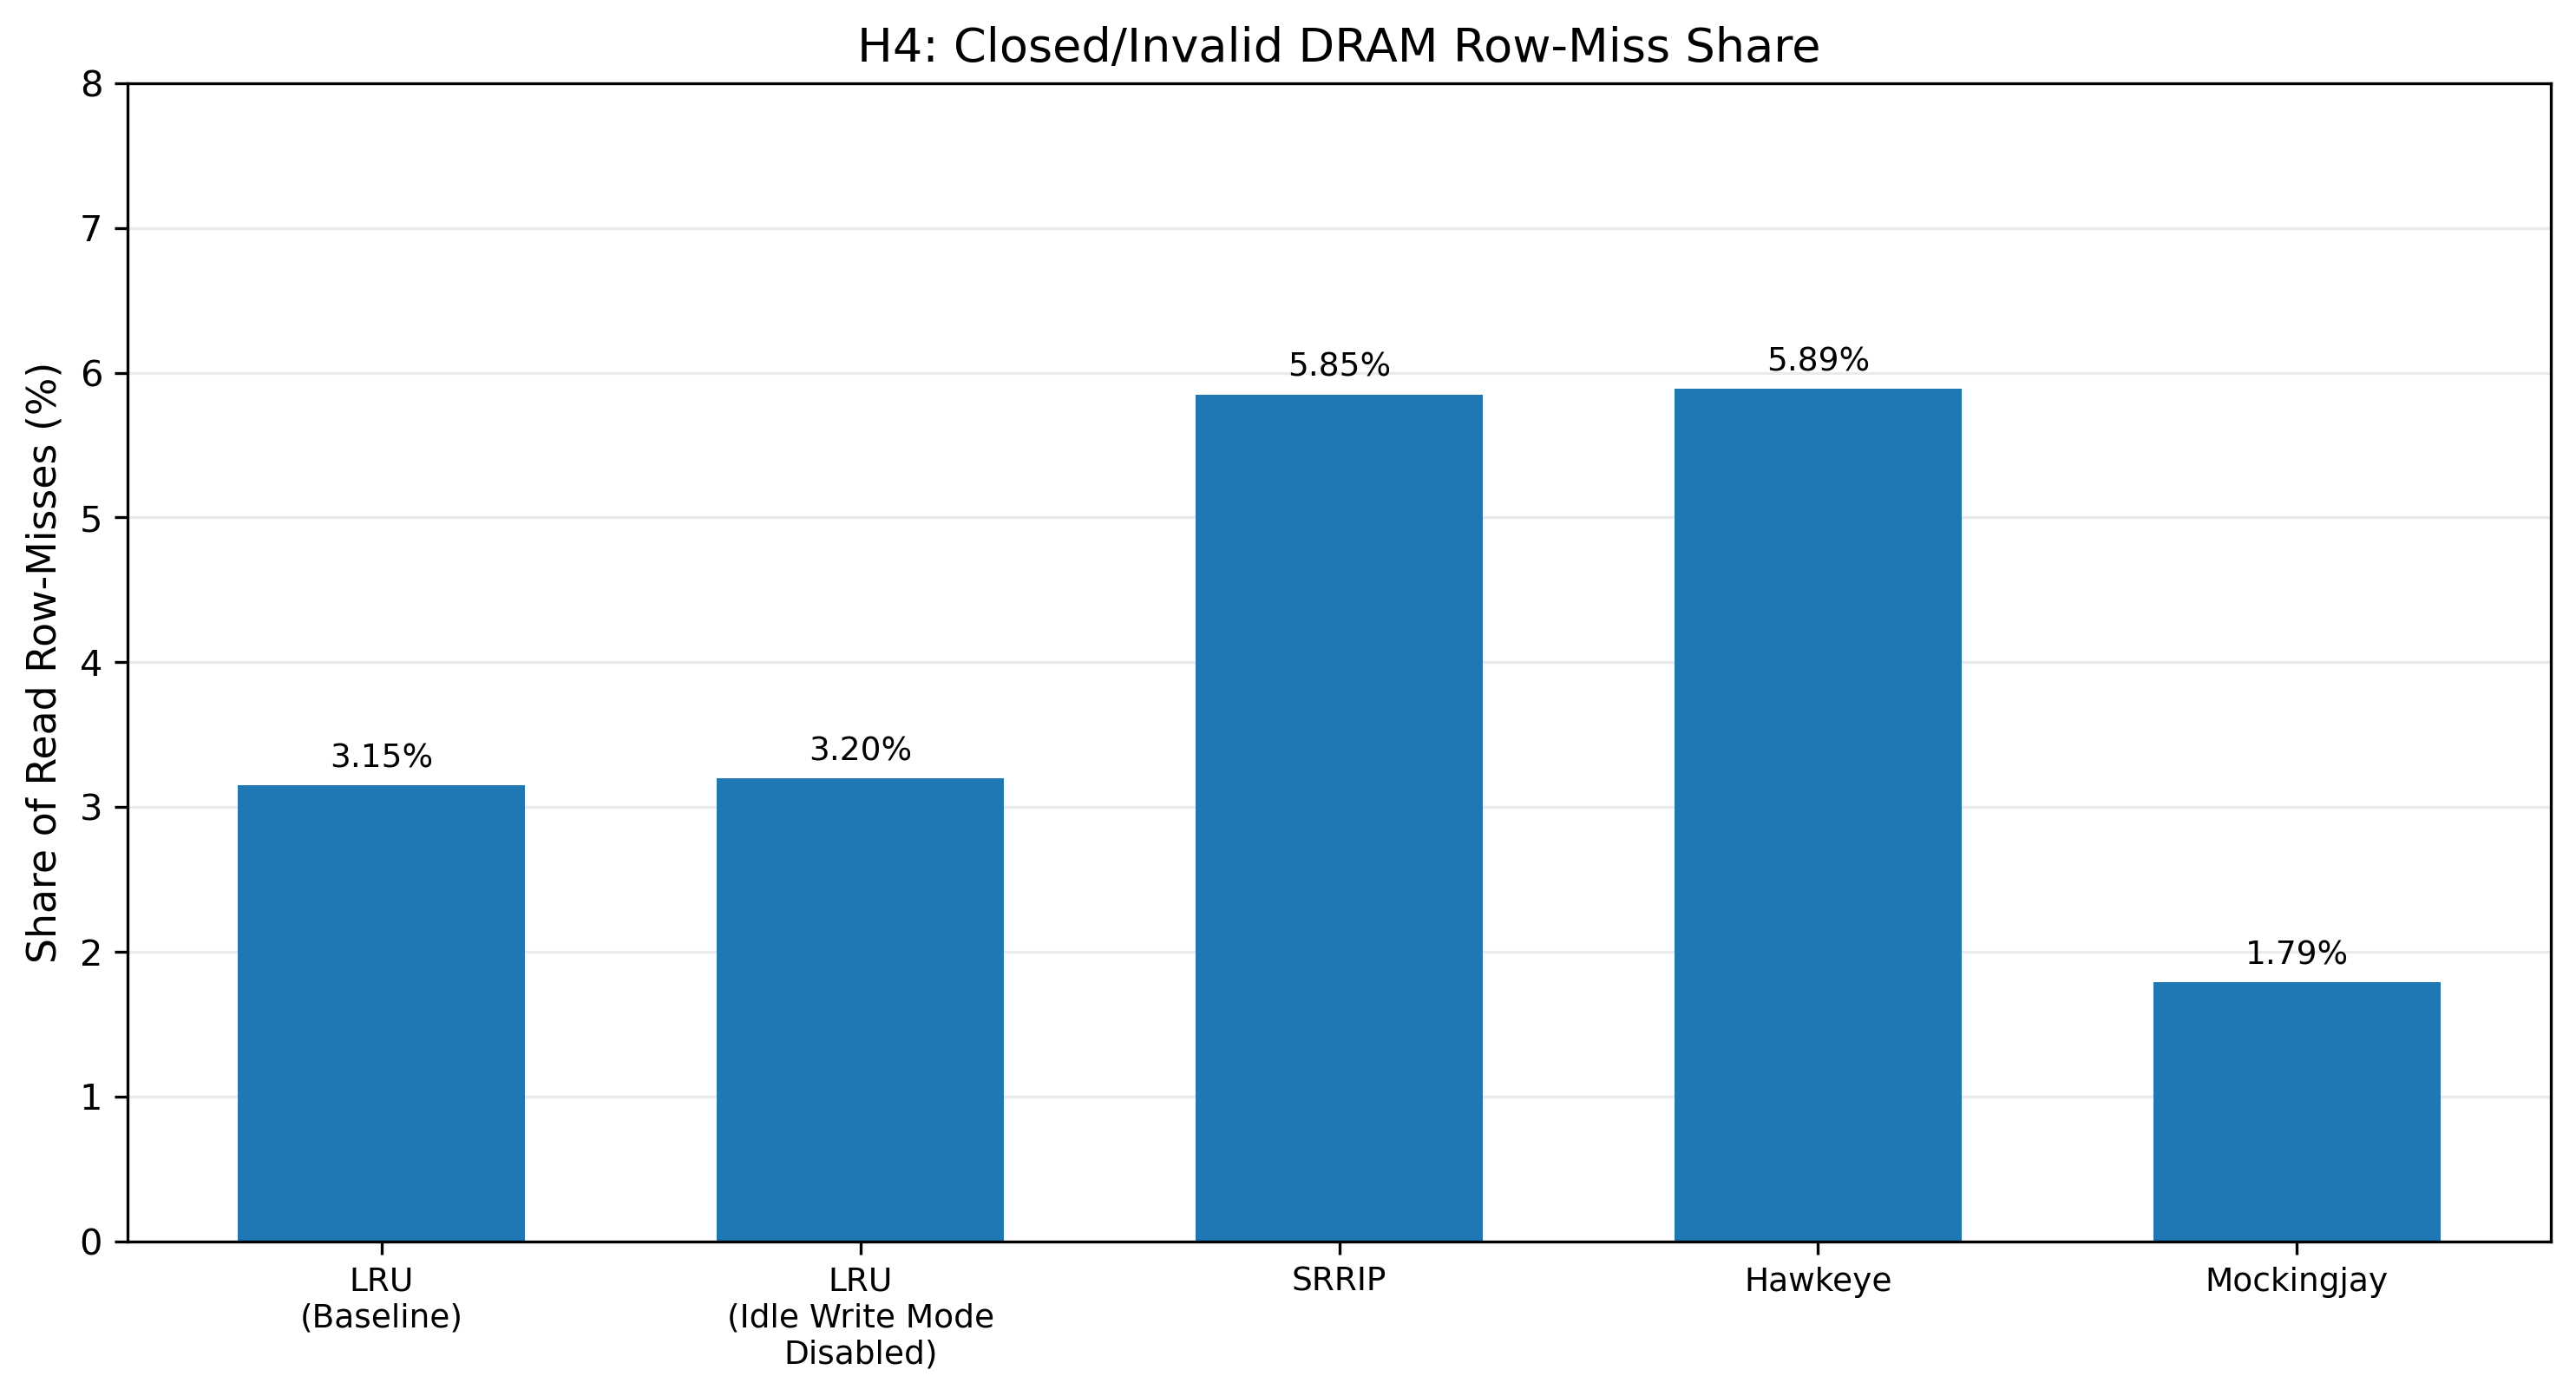 H4: Closed/Invalid DRAM Row-Miss Share
Share of Read Row-Misses (%)
8
7
6
5
4
3
2
1
0
3.15%
3.20%
5.85%
5.89%
1.79%
LRU
(Baseline)
LRU
(Idle Write Mode
Disabled)
SRRIP
Hawkeye
Mockingjay